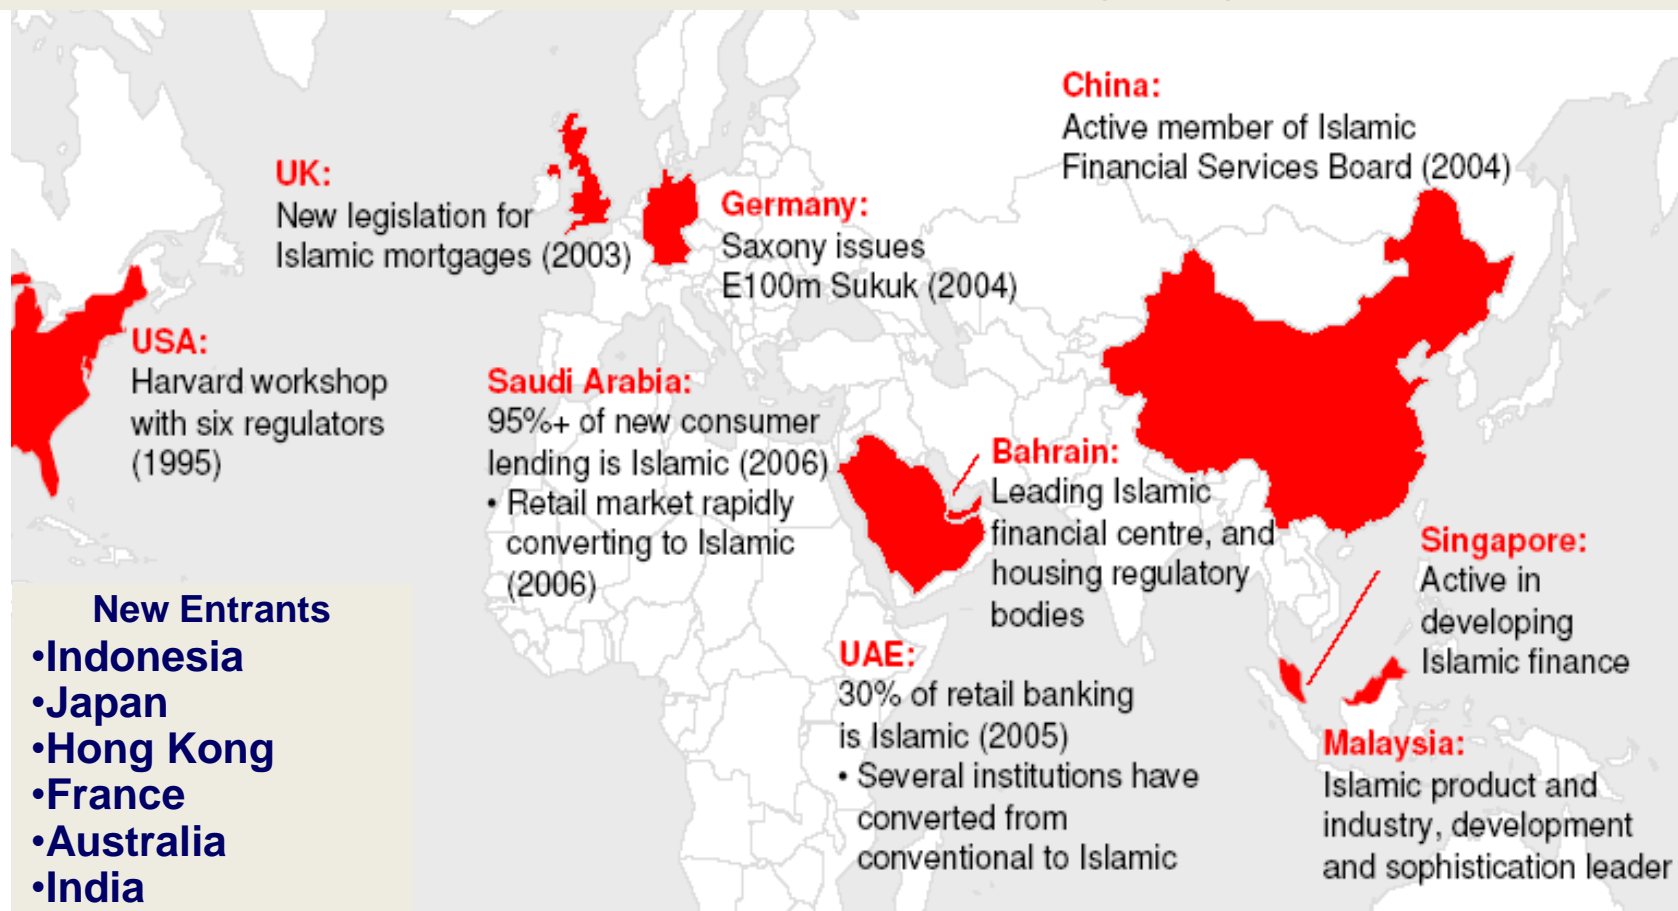 China:
Active member of Islamic
Financial Services Board (2004)
UK:
New legislation for
Islamic mortgages (2003)
Germany:
Saxony issues
E100m Sukuk (2004)
USA:
Harvard workshop
with six regulators
(1995)
Saudi Arabia:
95%+ of new consumer
lending is Islamic (2006)
• Retail market rapidly
converting to Islamic
(2006)
Bahrain:
Leading Islamic
financial centre, and
housing regulatory
bodies
Singapore:
Active in
developing
Islamic finance
UAE:
30% of retail banking
is Islamic (2005)
• Several institutions have
converted from
conventional to Islamic
Malaysia:
Islamic product and
industry, development
and sophistication leader
New Entrants
•Indonesia
•Japan
•Hong Kong
•France
•Australia
•India